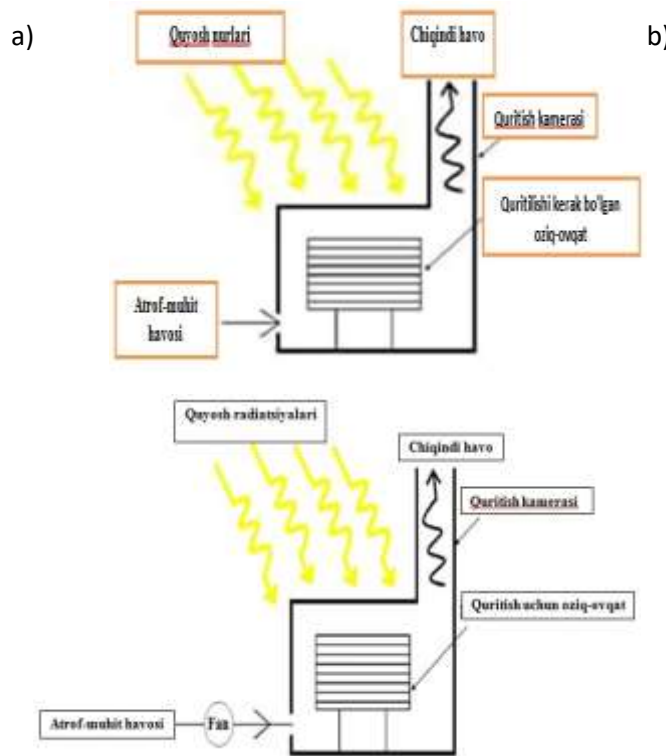 a)
b)
Quyosh nurlari
Chiqindi havo
Quritish kamerasi
Quritilishi kerak bo'lgan
oziq-ovqat
Atrof-muhit
havosi
Quyosh radiatsiyalari
Chiqindi havo
Quritish kamerasi
Quritish uchun oziq-ovqat
Atrof-muhit havosi
Fan